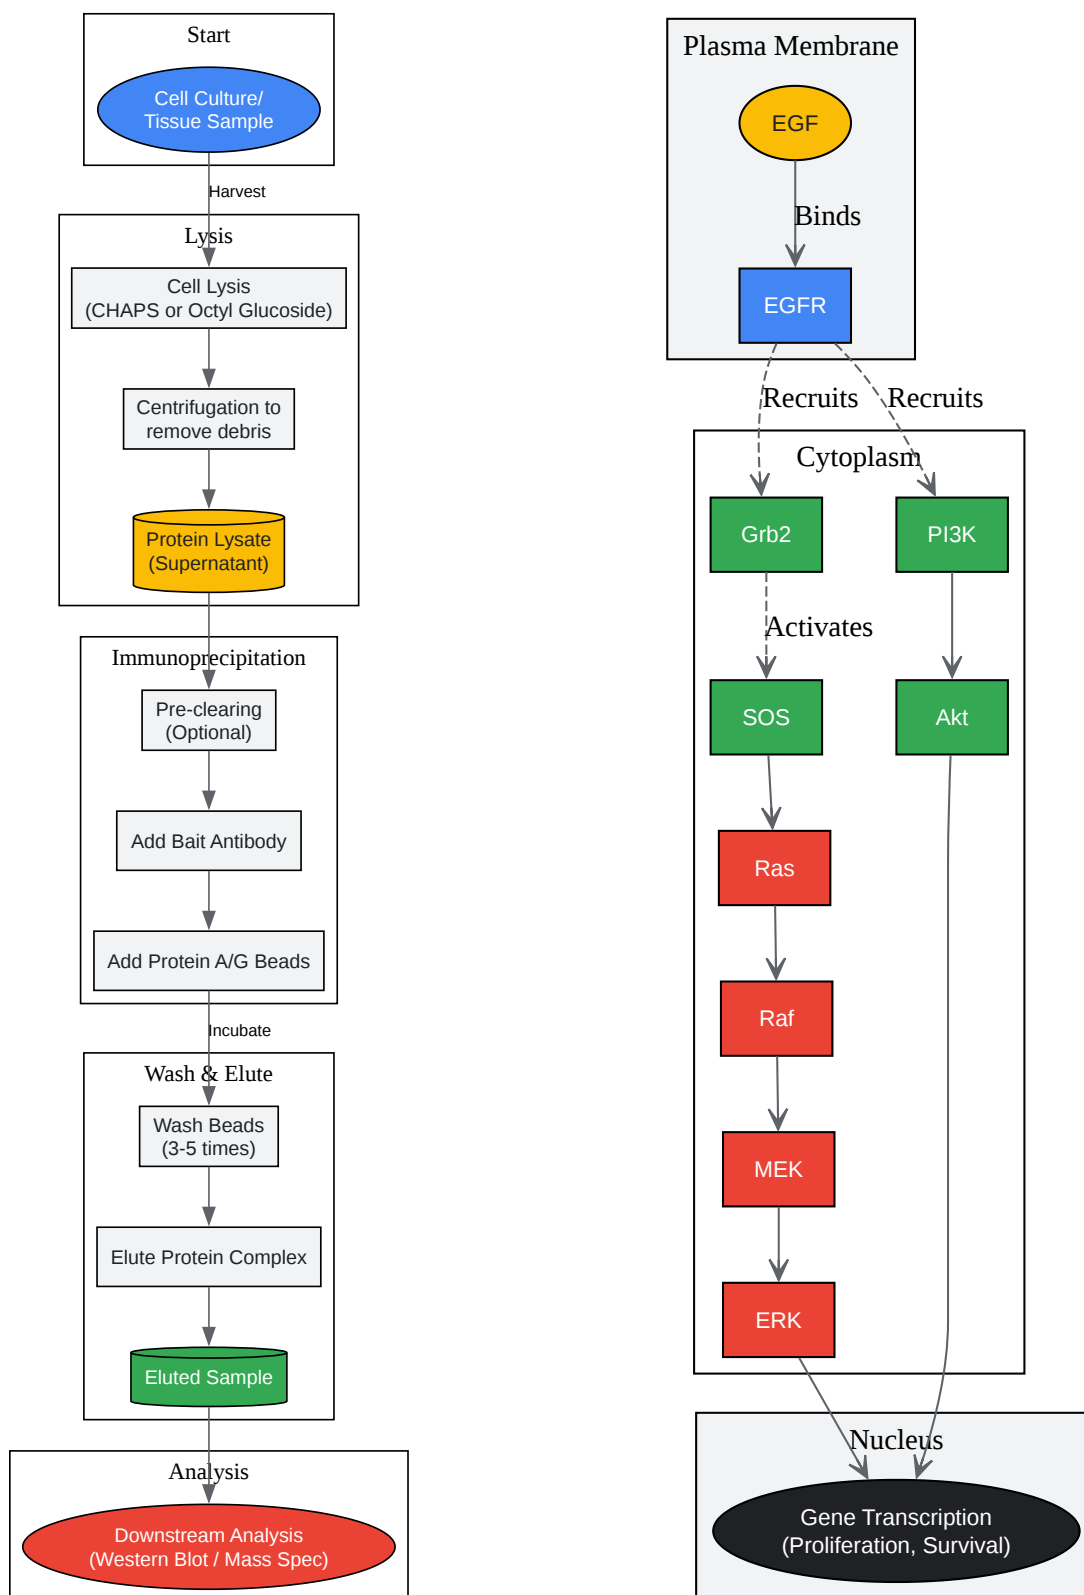 Start
Cell Culture/
Tissue Sample
Harvest
Lysis
Cell Lysis
(CHAPS or Octyl Glucoside)
Centrifugation to
remove debris
Protein Lysate
(Supernatant)
Immunoprecipitation
Pre-clearing
(Optional)
Add Bait Antibody
Add Protein A/G Beads
Incubate
Wash & Elute
Wash Beads
(3-5 times)
Elute Protein Complex
Eluted Sample
Analysis
Downstream Analysis
(Western Blot / Mass Spec)
Plasma Membrane
EGF
Binds
EGFR
Recruits Recruits
Cytoplasm
Grb2 PI3K
Activates
SOS Akt
Ras
Raf
MEK
ERK
Nucleus
Gene Transcription
(Proliferation, Survival)